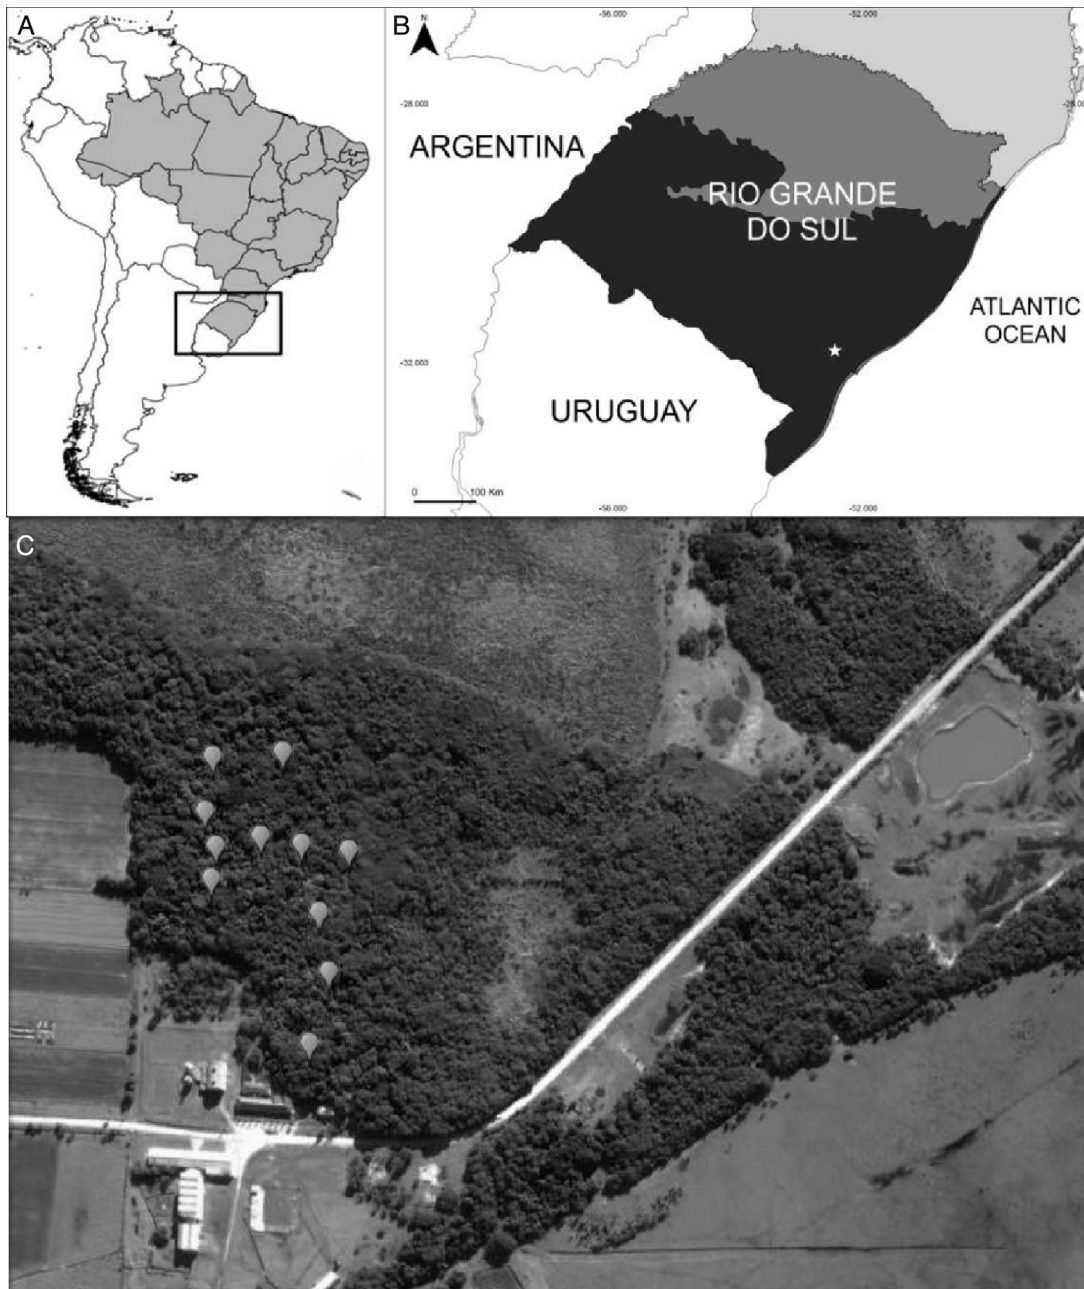 A
B
N
-56.000
-52.000
-28.000
-28.000
ARGENTINA
RIO GRANDE
DO SUL
ATLANTIC
OCEAN
-32.000
URUGUAY
0
100 Km
-56.000
-52.000
C